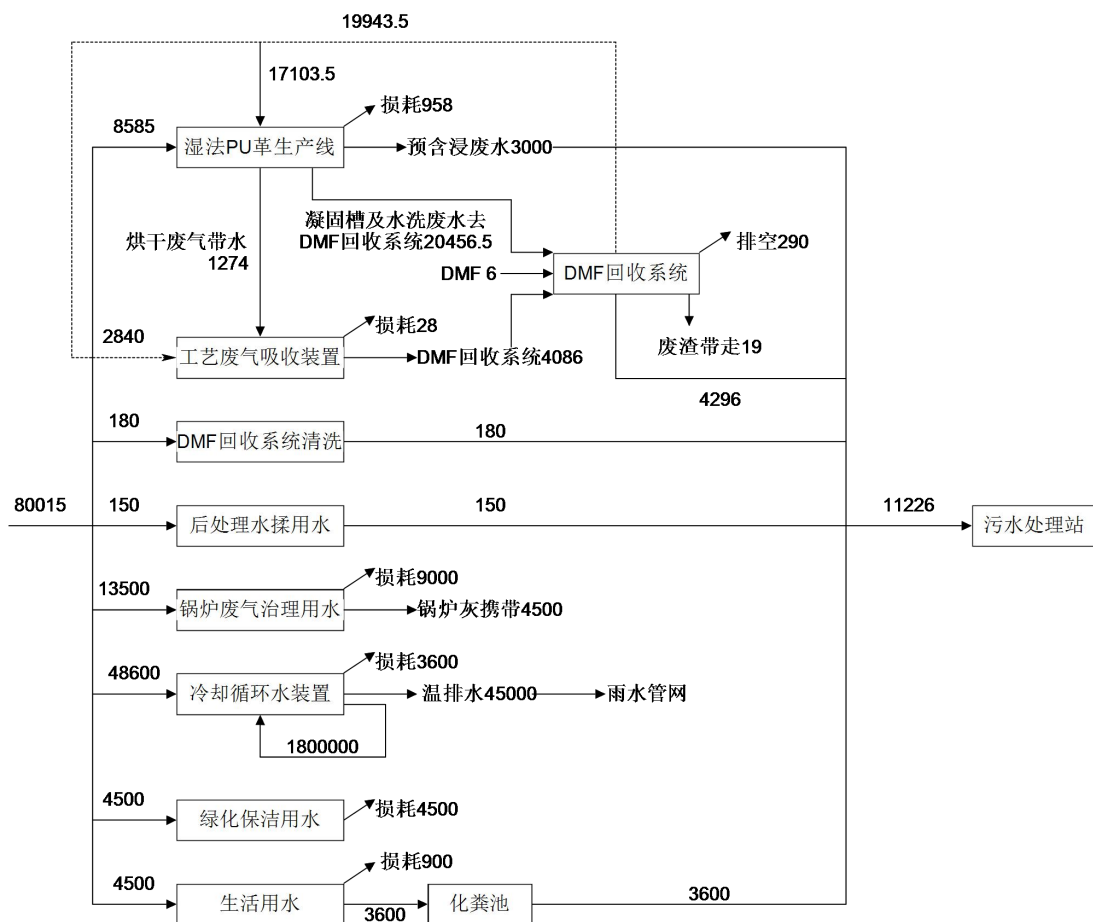 19943.5
17103.5
损耗958
8585
湿法PU革生产线
预含浸废水3000
凝固槽及水洗废水去
DMF回收系统20456.5
烘干废气带水
1274
排空290
DMF 6
DMF回收系统
损耗28
2840
工艺废气吸收装置
DMF回收系统4086
废渣带走19
4296
180
DMF回收系统清洗
180
80015
150
后处理水揉用水
150
11226
污水处理站
损耗9000
13500
锅炉废气治理用水
锅炉灰携带4500
损耗3600
48600
冷却循环水装置
温排水45000
雨水管网
1800000
4500
绿化保洁用水
损耗4500
损耗900
4500
生活用水
3600
化粪池
3600